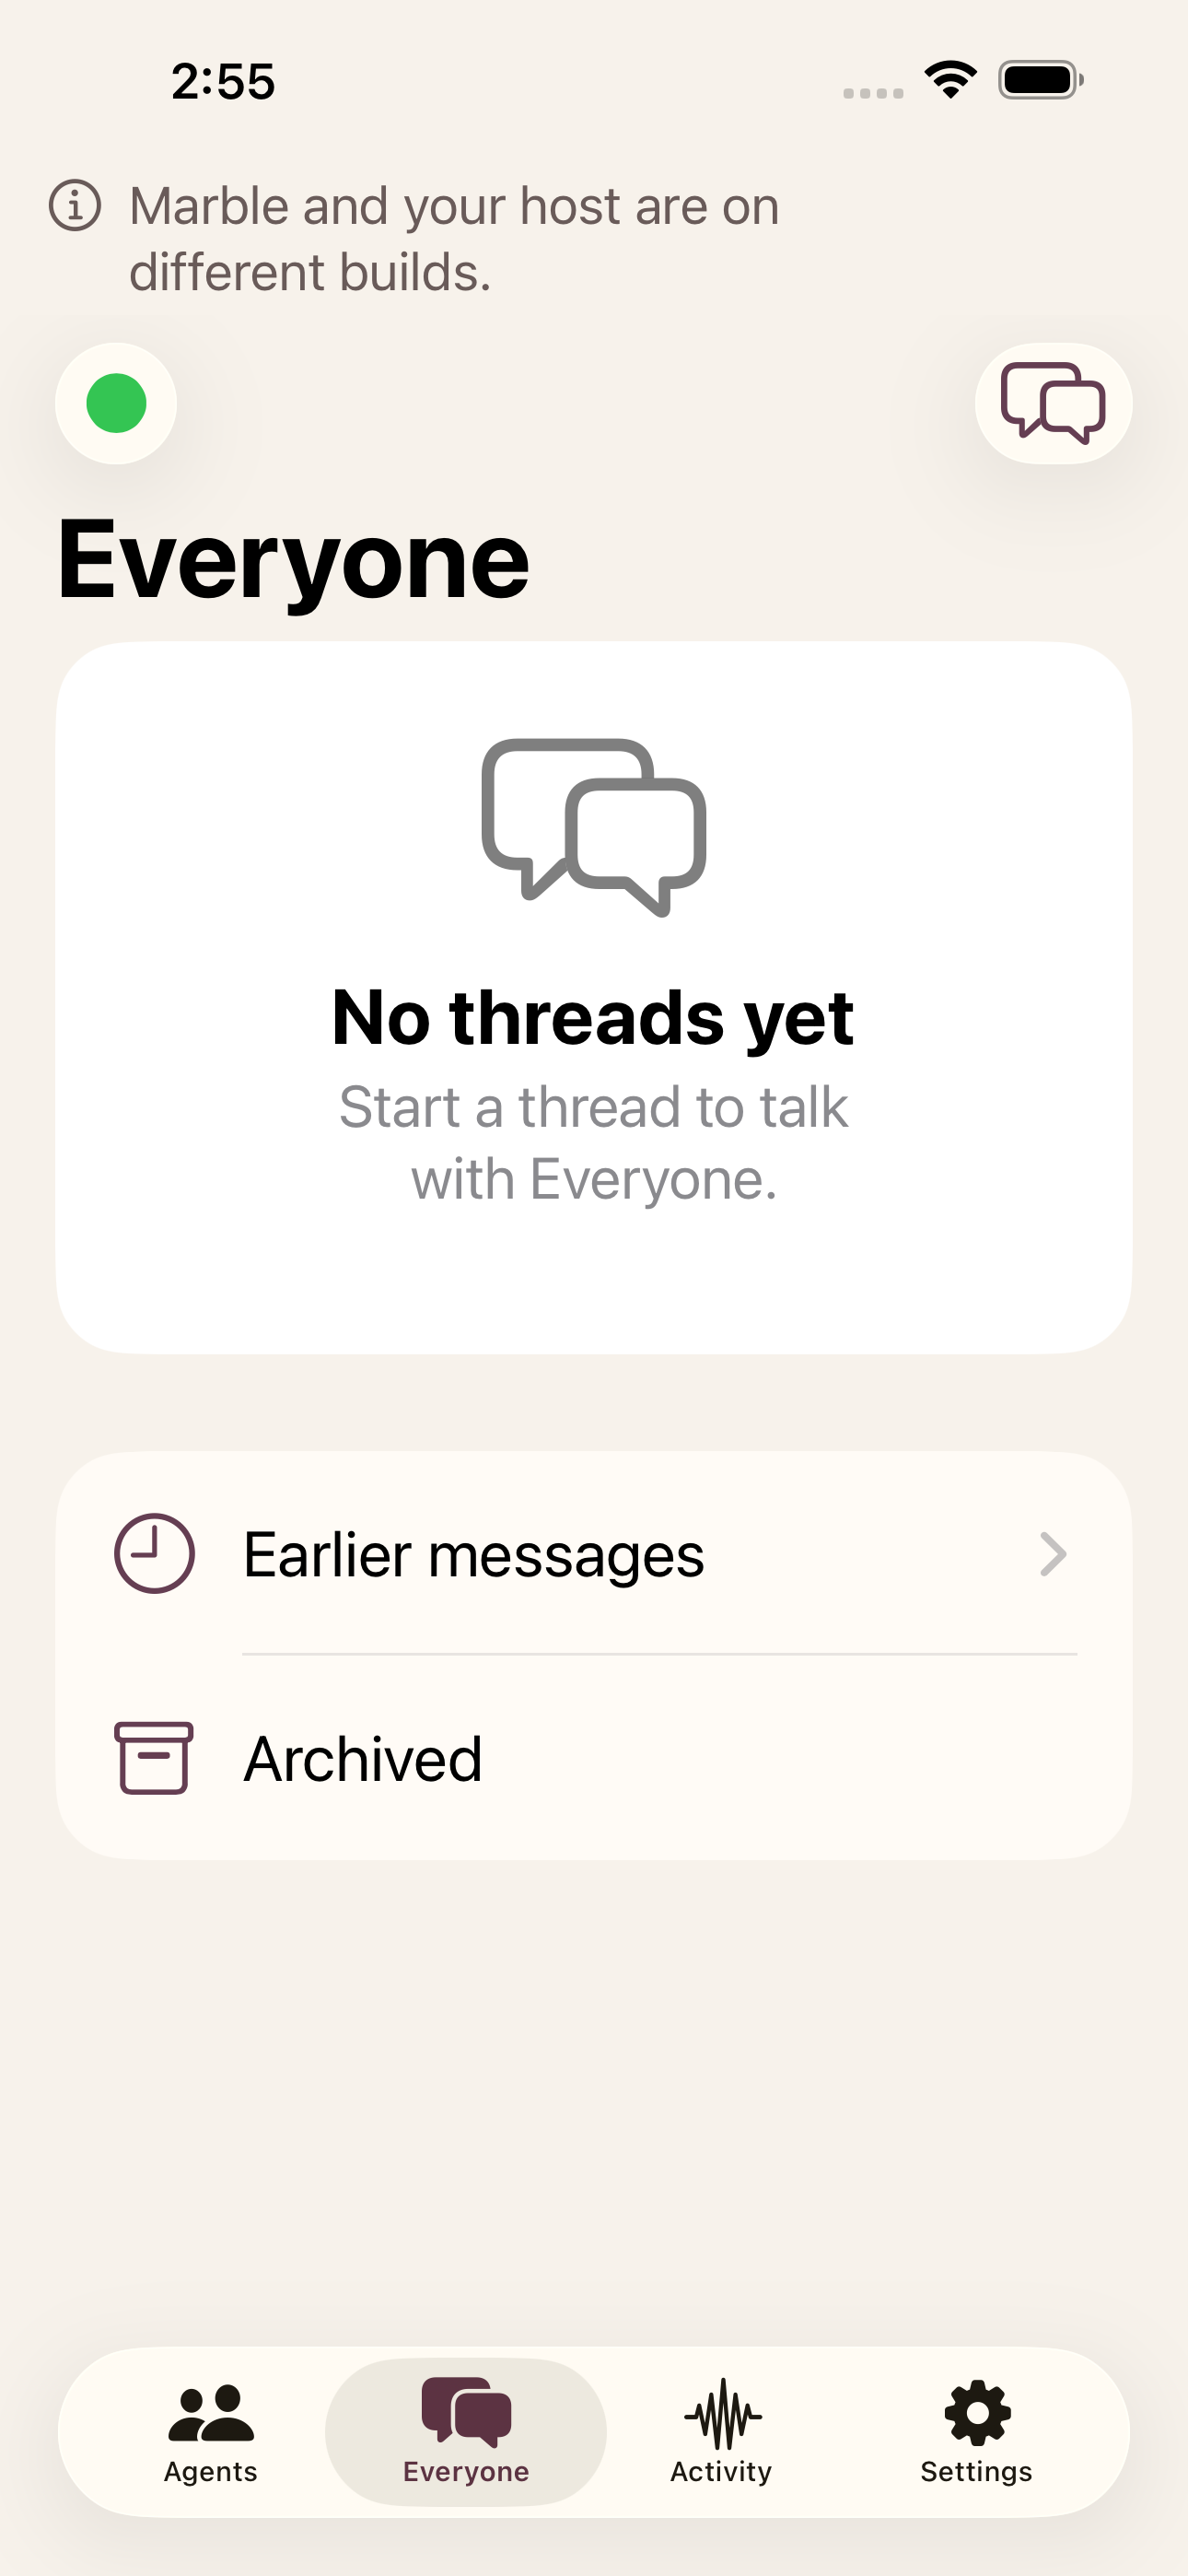 2:55
Marble and your host are on
different builds.
Everyone
No threads yet
Start a thread to talk
with Everyone.
Earlier messages
Archived
Agents
Everyone
Activity
Settings